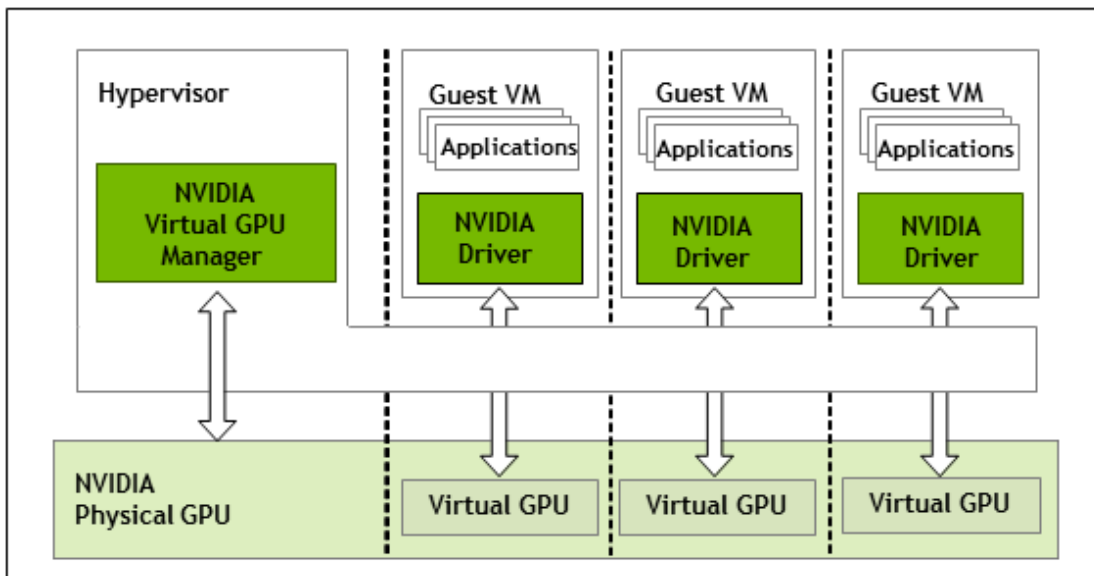 Hypervisor
NVIDIA
Virtual GPU
Manager
Guest VM
Applications
NVIDIA
Driver
Guest VM
Applications
NVIDIA
Driver
Guest VM
Applications
NVIDIA
Driver
NVIDIA
Physical GPU
Virtual GPU
Virtual GPU
Virtual GPU